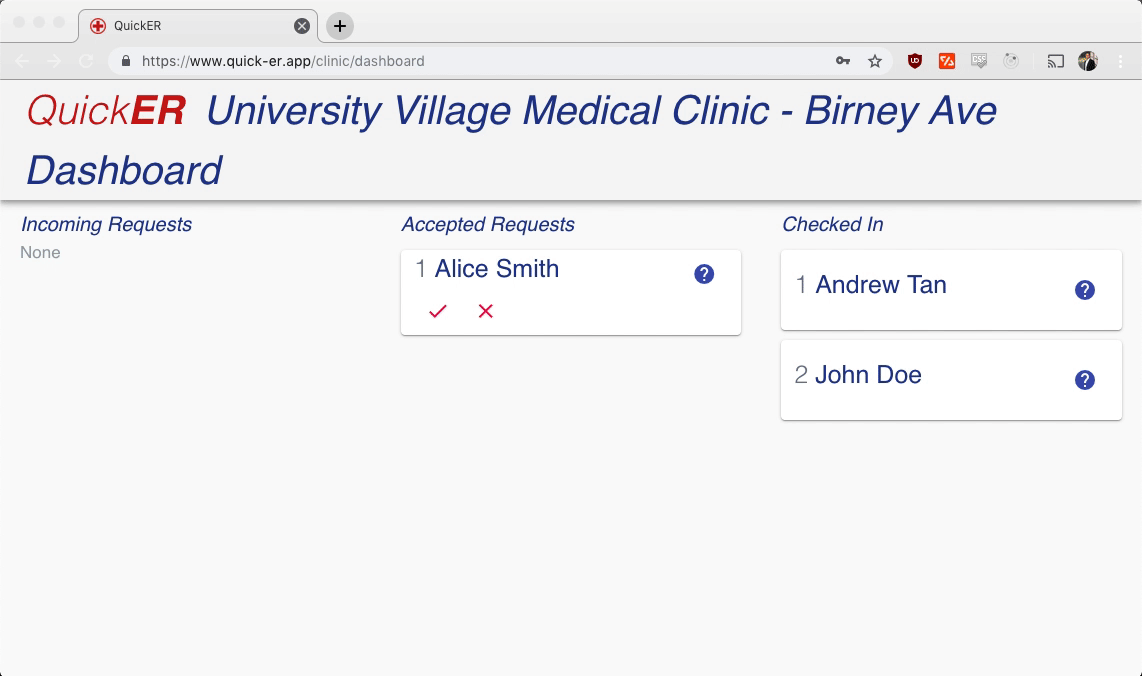 QuickER
https://www.quick-er.app/clinic/dashboard
QuickER University Village Medical Clinic - Birney Ave
Dashboard
Incoming Requests
None
Accepted Requests
1 Alice Smith
?
Checked In
1 Andrew Tan
?
2 John Doe
?